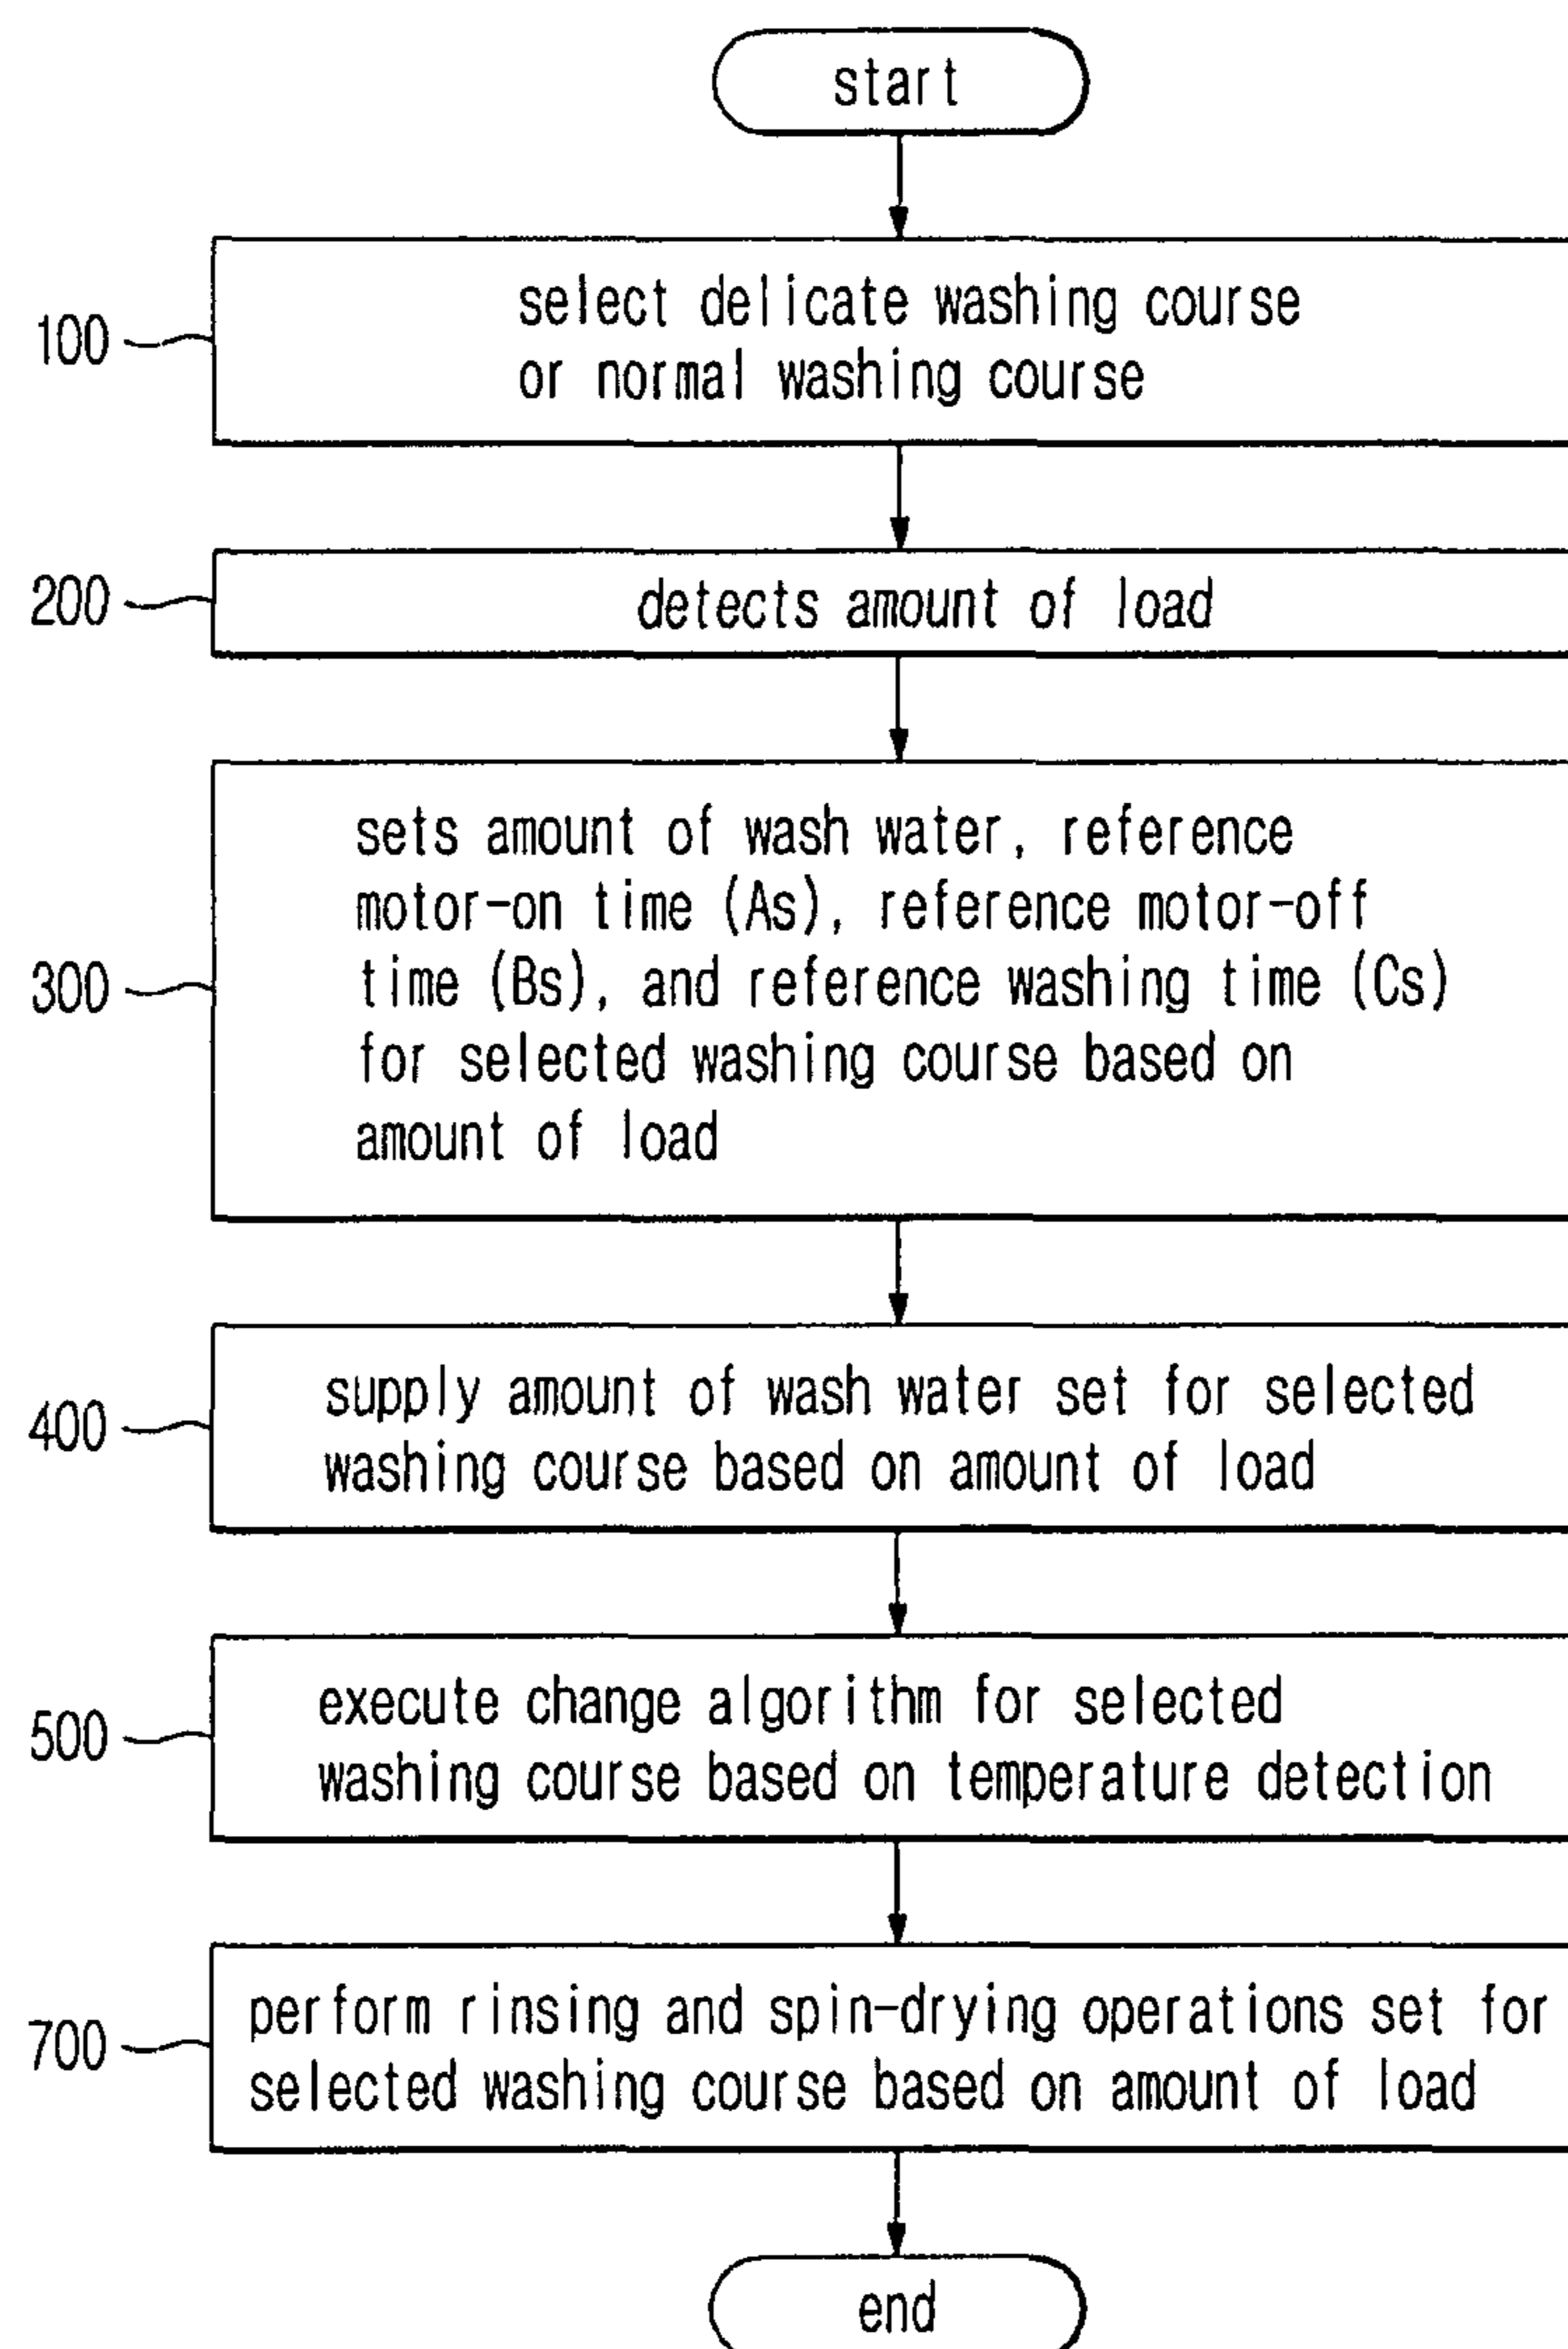 start
100
select delicate washing course
or normal washing course
200
detects amount of load
300
sets amount of wash water, reference
motor-on time (As), reference motor-off
time (Bs), and reference washing time (Cs)
for selected washing course based on
amount of load
400
supply amount of wash water set for selected
washing course based on amount of load
500
execute change algorithm for selected
washing course based on temperature detection
700
perform rinsing and spin-drying operations set for
selected washing course based on amount of load
end